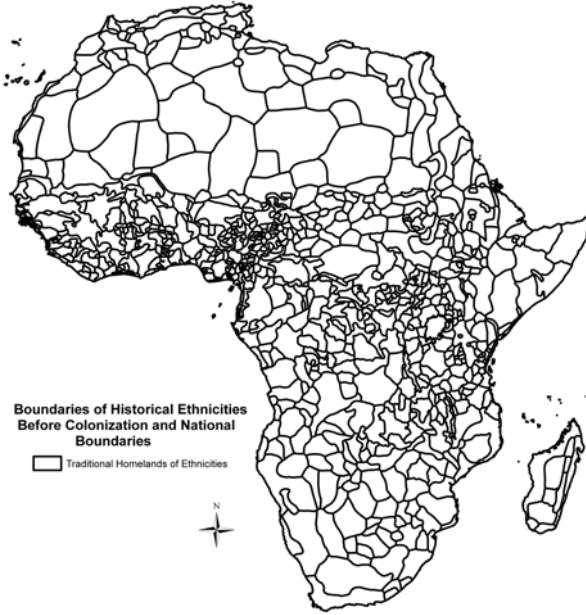 Boundaries of Historical Ethnicities
Before Colonization and National
Boundaries
Traditional Homelands of Ethnicities
N